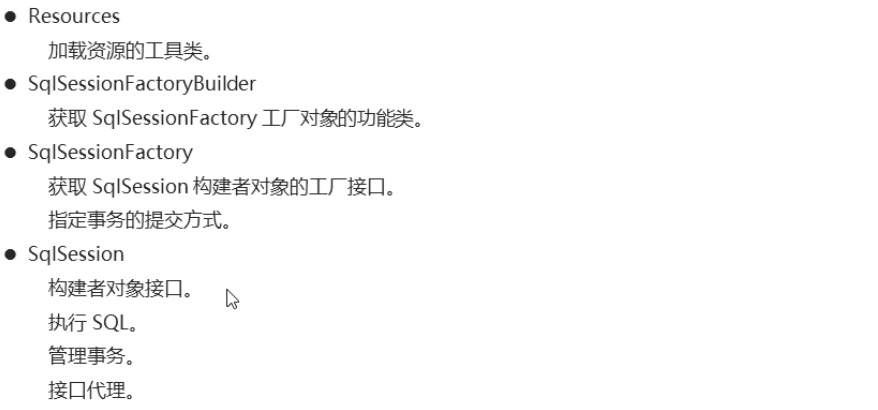 ● Resources
加载资源的工具类。
● SqlSessionFactoryBuilder
获取 SqlSessionFactory 工厂对象的功能类。
● SqlSessionFactory
获取 SqlSession 构建者对象的工厂接口。
指定事务的提交方式。
● SqlSession
构建者对象接口。
执行 SQL。
管理事务。
接口代理。